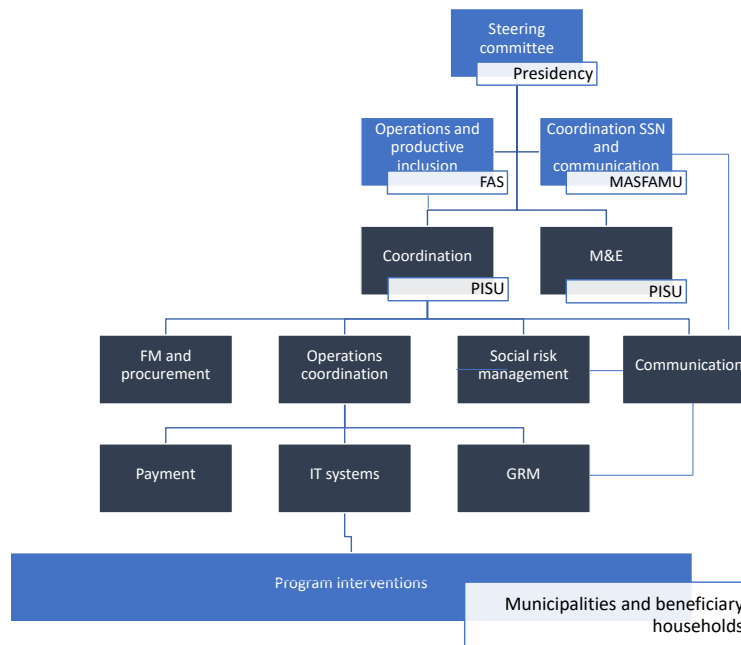 Steering
committee
Presidency
Operations and
productive
inclusion
FAS
Coordination SSN
and
communication
MASFAMU
Coordination
PISU
M&E
PISU
FM and
procurement
Operations
coordination
Social risk
management
Communication
Payment
IT systems
GRM
Program interventions
Municipalities and beneficiary
households